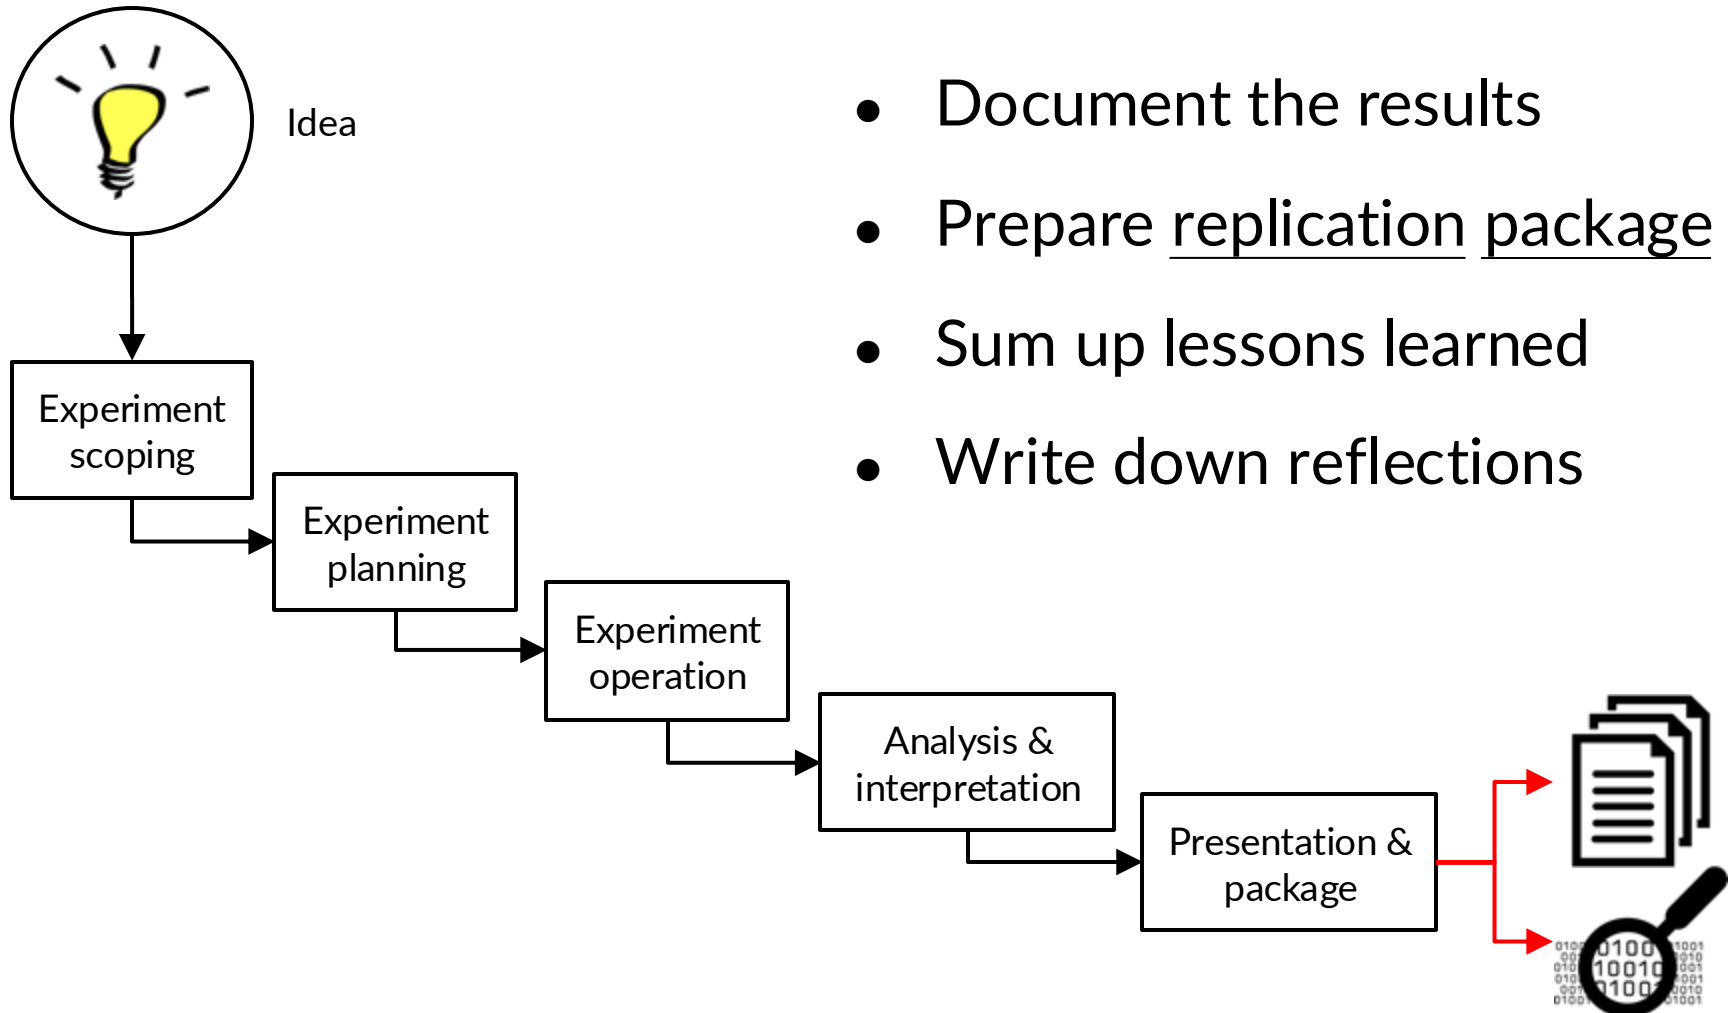 Idea
Experiment
scoping
Experiment
planning
Experiment
operation
Analysis &
interpretation
Presentation &
package
● Document the results
● Prepare replication package
● Sum up lessons learned
● Write down reflections